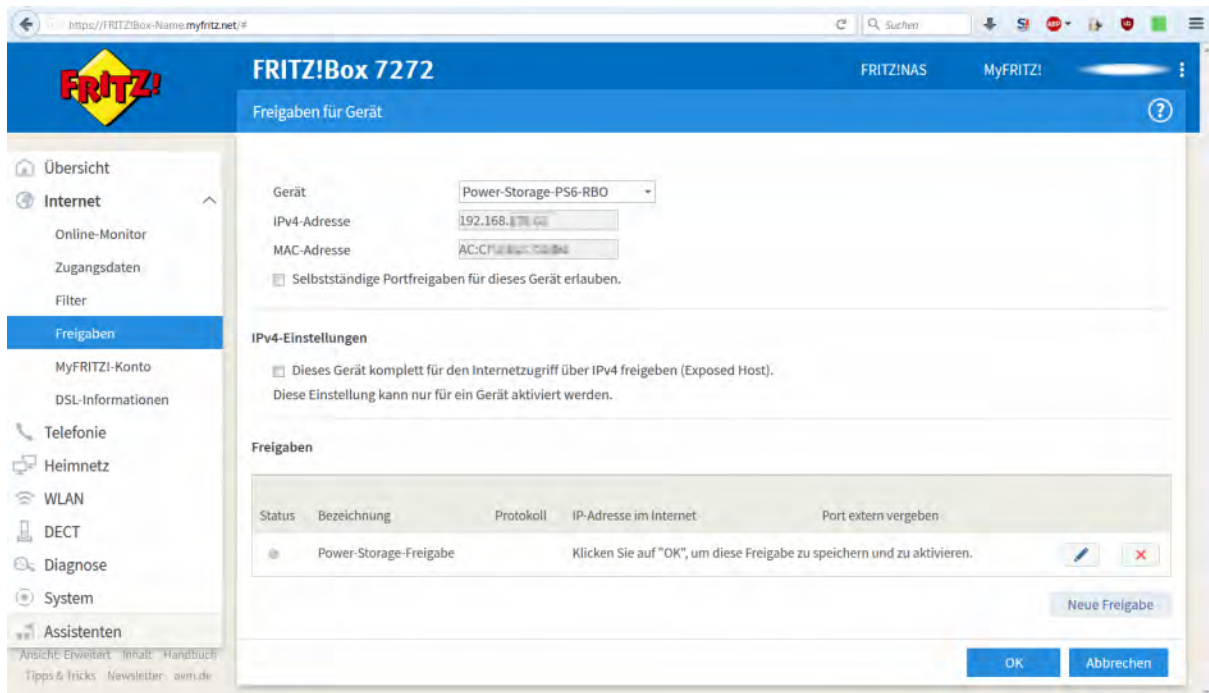 https://FRITZ!Box-Name.myfritz.net/#
Suchen
FRITZ!
FRITZ!Box 7272
FRITZ!NAS
MyFRITZ!
Freigaben für Gerät
Übersicht
Internet
Online-Monitor
Zugangsdaten
Filter
Freigaben
MyFRITZ!-Konto
DSL-Informationen
Telefonie
Heimnetz
WLAN
DECT
Diagnose
System
Assistenten
Ansicht: Erweitert Inhalt Handbuch
Tipps & Tricks Newsletter avm.de
Gerät Power-Storage-PS6-RBO
IPv4-Adresse 192.168.
MAC-Adresse AC:C
Selbstständige Portfreigaben für dieses Gerät erlauben.
IPv4-Einstellungen
Dieses Gerät komplett für den Internetzugriff über IPv4 freigeben (Exposed Host).
Diese Einstellung kann nur für ein Gerät aktiviert werden.
Freigaben
Status Bezeichnung Protokoll IP-Adresse im Internet Port extern vergeben
Power-Storage-Freigabe Klicken Sie auf "OK", um diese Freigabe zu speichern und zu aktivieren.
Neue Freigabe
OK Abbrechen